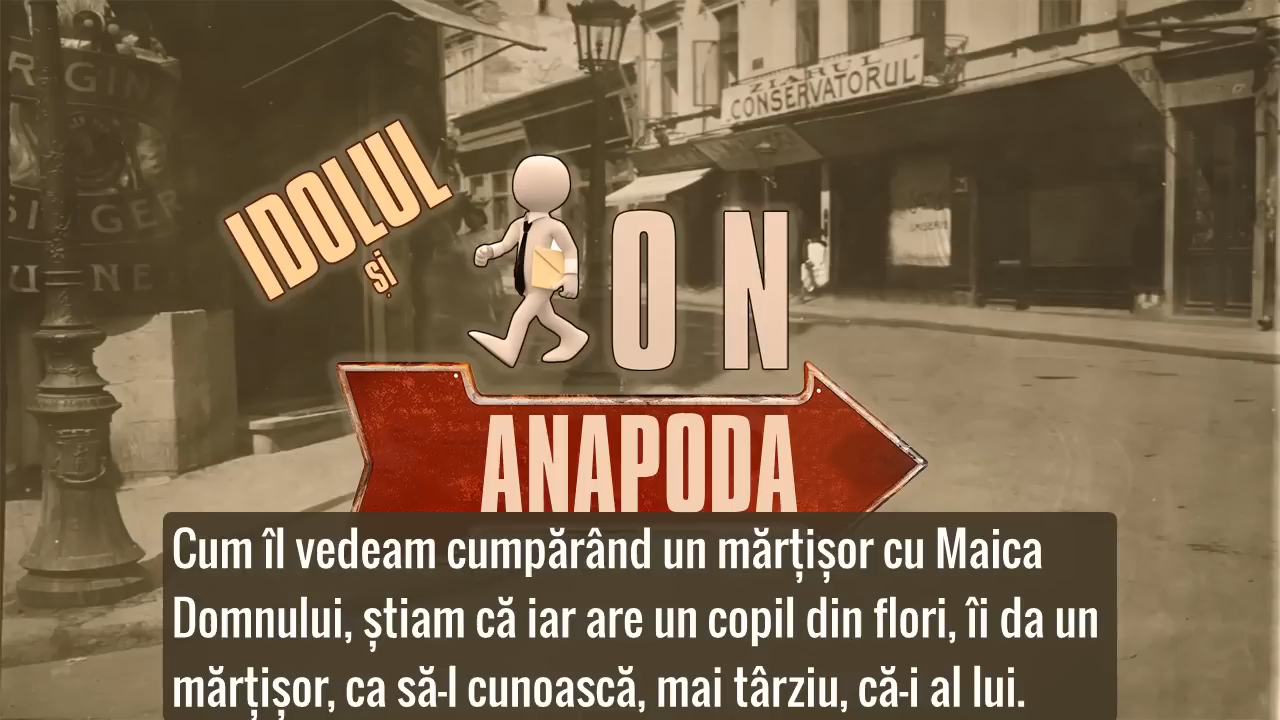 ZIARUL
"CONSERVATORUL"
IDOLUL
și
ON
ANAPODA
Cum îl vedeam cumpărând un mărțișor cu Maica
Domnului, știam că iar are un copil din flori, îi da un
mărțișor, ca să-l cunoască, mai târziu, că-i al lui.